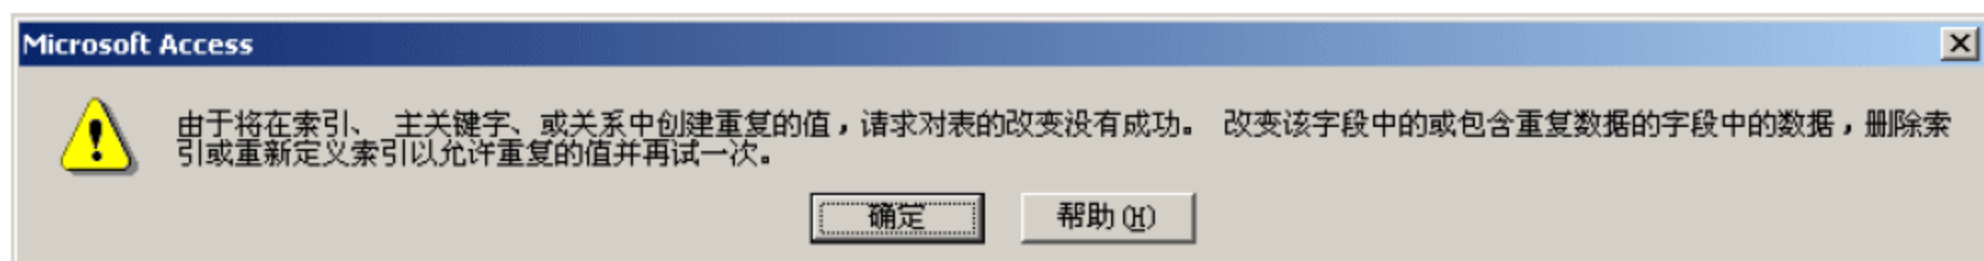 Microsoft Access
由于将在索引、 主关键字、或关系中创建重复的值，请求对表的改变没有成功。 改变该字段中的或包含重复数据的字段中的数据，删除索
引或重新定义索引以允许重复的值并再试一次。
确定
帮助(H)